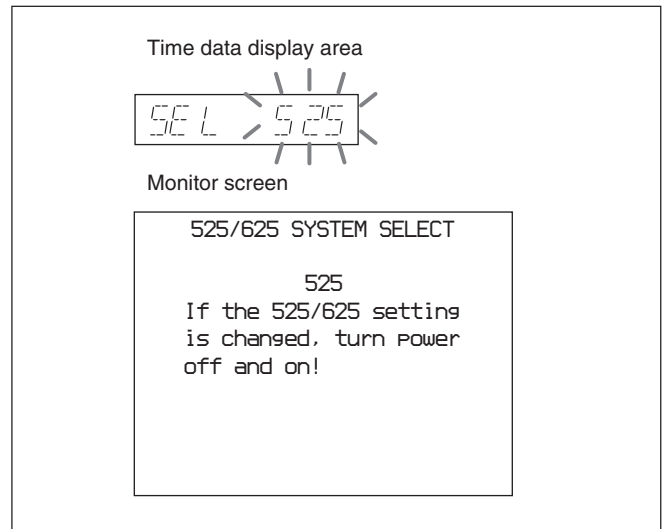 Time data display area
SEL 525
Monitor screen
525/625 SYSTEM SELECT
525
If the 525/625 setting
is changed, turn power
off and on!